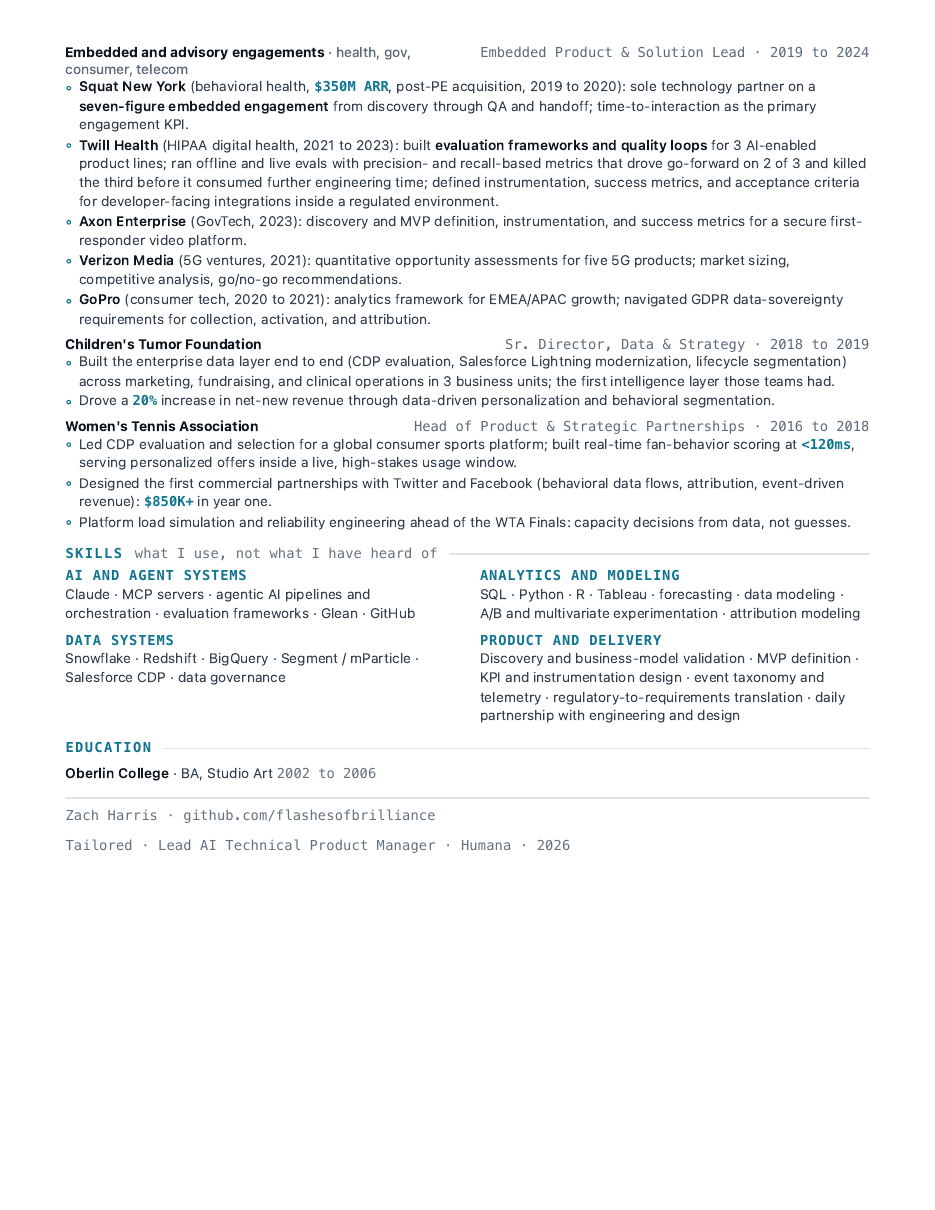 Embedded and advisory engagements · health, gov, consumer, telecom
Embedded Product & Solution Lead · 2019 to 2024
Squat New York (behavioral health, $350M ARR, post-PE acquisition, 2019 to 2020): sole technology partner on a
seven-figure embedded engagement from discovery through QA and handoff; time-to-interaction as the primary
engagement KPI.
Twill Health (HIPAA digital health, 2021 to 2023): built evaluation frameworks and quality loops for 3 AI-enabled
product lines; ran offline and live evals with precision- and recall-based metrics that drove go-forward on 2 of 3 and killed
the third before it consumed further engineering time; defined instrumentation, success metrics, and acceptance criteria
for developer-facing integrations inside a regulated environment.
Axon Enterprise (GovTech, 2023): discovery and MVP definition, instrumentation, and success metrics for a secure first-
responder video platform.
Verizon Media (5G ventures, 2021): quantitative opportunity assessments for five 5G products; market sizing,
competitive analysis, go/no-go recommendations.
GoPro (consumer tech, 2020 to 2021): analytics framework for EMEA/APAC growth; navigated GDPR data-sovereignty
requirements for collection, activation, and attribution.
Children's Tumor Foundation
Sr. Director, Data & Strategy · 2018 to 2019
Built the enterprise data layer end to end (CDP evaluation, Salesforce Lightning modernization, lifecycle segmentation)
across marketing, fundraising, and clinical operations in 3 business units; the first intelligence layer those teams had.
Drove a 20% increase in net-new revenue through data-driven personalization and behavioral segmentation.
Women's Tennis Association
Head of Product & Strategic Partnerships · 2016 to 2018
Led CDP evaluation and selection for a global consumer sports platform; built real-time fan-behavior scoring at <120ms,
serving personalized offers inside a live, high-stakes usage window.
Designed the first commercial partnerships with Twitter and Facebook (behavioral data flows, attribution, event-driven
revenue): $850K+ in year one.
Platform load simulation and reliability engineering ahead of the WTA Finals: capacity decisions from data, not guesses.
SKILLS what I use, not what I have heard of
AI AND AGENT SYSTEMS
Claude · MCP servers · agentic AI pipelines and
orchestration · evaluation frameworks · Glean · GitHub
ANALYTICS AND MODELING
SQL · Python · R · Tableau · forecasting · data modeling ·
A/B and multivariate experimentation · attribution modeling
DATA SYSTEMS
Snowflake · Redshift · BigQuery · Segment / mParticle ·
Salesforce CDP · data governance
PRODUCT AND DELIVERY
Discovery and business-model validation · MVP definition ·
KPI and instrumentation design · event taxonomy and
telemetry · regulatory-to-requirements translation · daily
partnership with engineering and design
EDUCATION
Oberlin College · BA, Studio Art 2002 to 2006
Zach Harris · github.com/flashesofbrilliance
Tailored · Lead AI Technical Product Manager · Humana · 2026